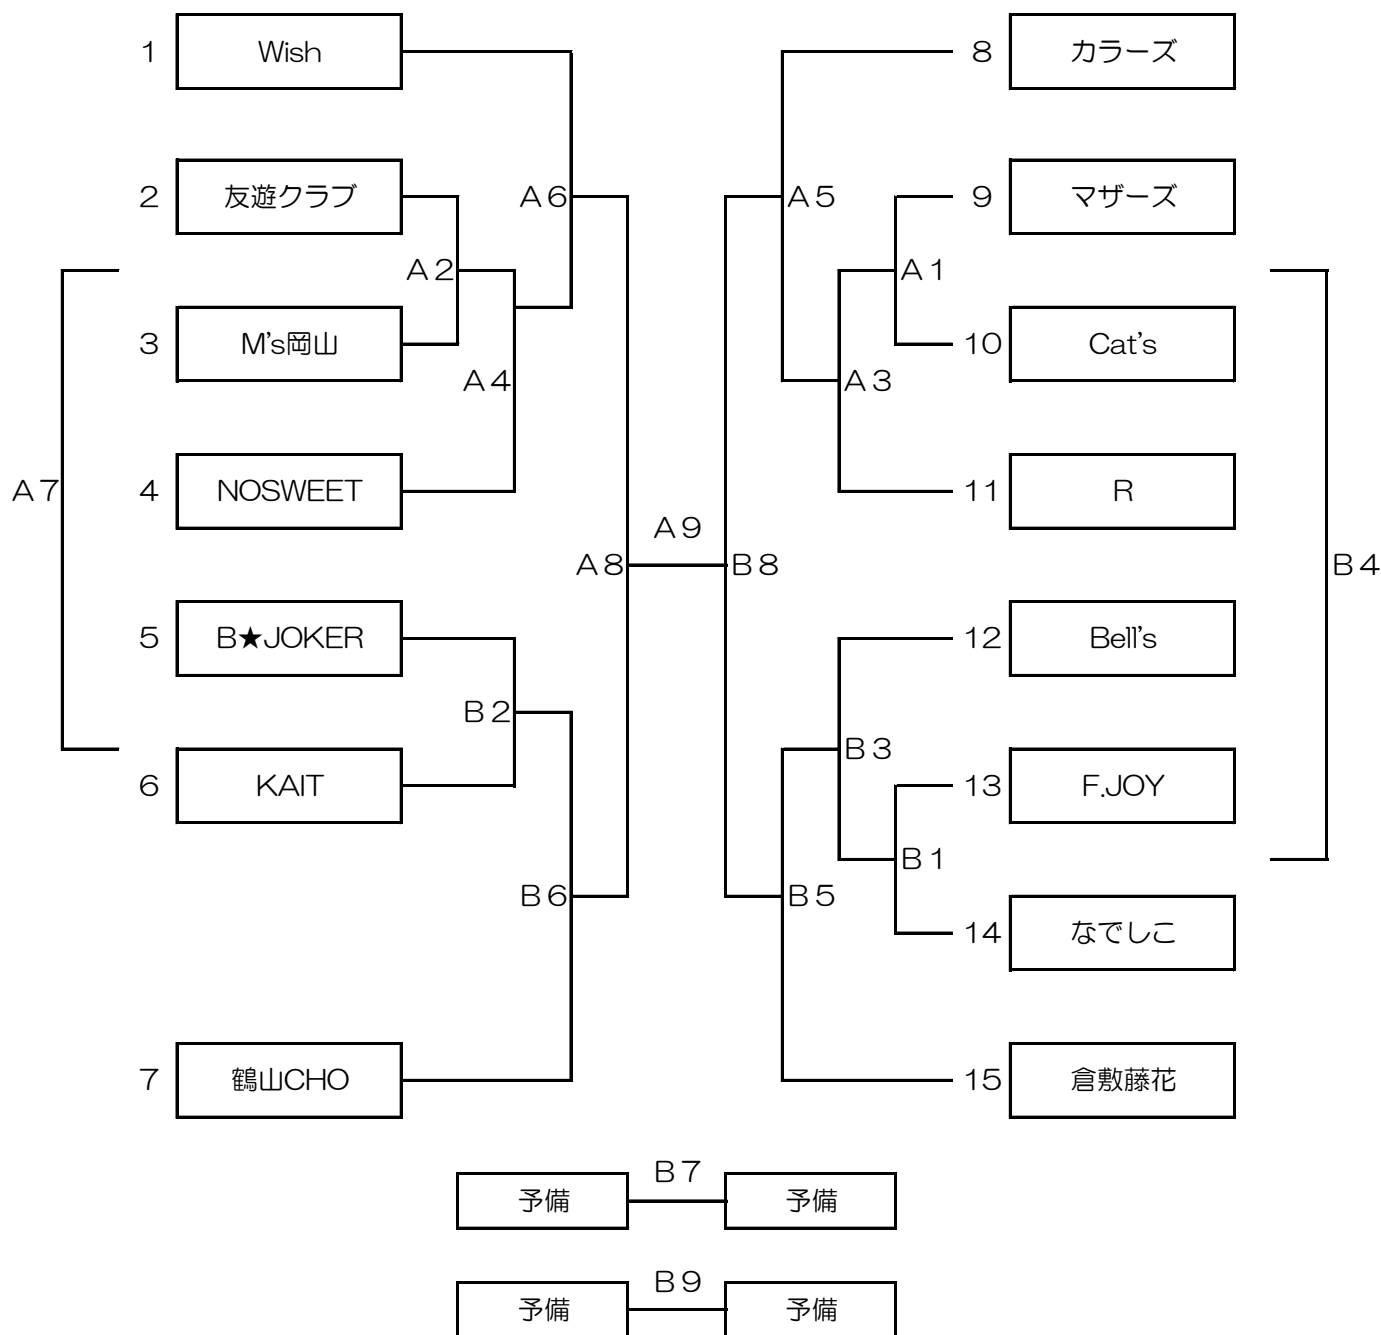 1 Wish
8 カラーズ
2 友遊クラブ
A6
A5
9 マザーズ
A2
A1
3 M's岡山
10 Cat's
A4
A3
A7
4 NOSWEET
11 R
A9
A8
B8
B4
5 B★JOKER
12 Bell's
B2
B3
6 KAIT
13 F.JOY
B1
B6
B5
14 なでしこ
7 鶴山CHO
15 倉敷藤花
B7
予備 予備
B9
予備 予備